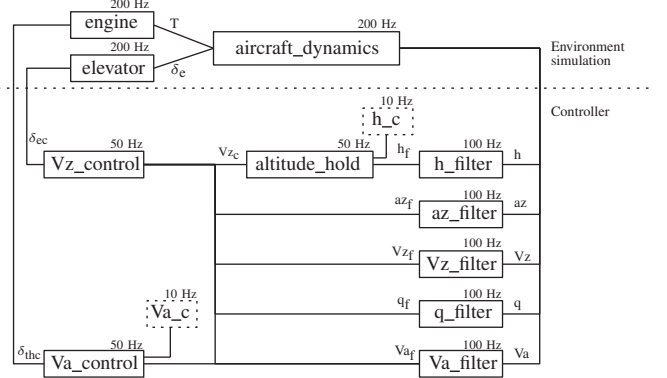 200 Hz
engine
T
200 Hz
aircraft_dynamics
200 Hz
elevator
δe
Environment
simulation
Controller
10 Hz
h_c
δec
50 Hz
Vz_control
Vzc
50 Hz
altitude_hold
hf
100 Hz
h_filter
h
azf
100 Hz
az_filter
az
Vzf
100 Hz
Vz_filter
Vz
10 Hz
Va_c
qf
100 Hz
q_filter
q
δthc
50 Hz
Va_control
Vaf
100 Hz
Va_filter
Va